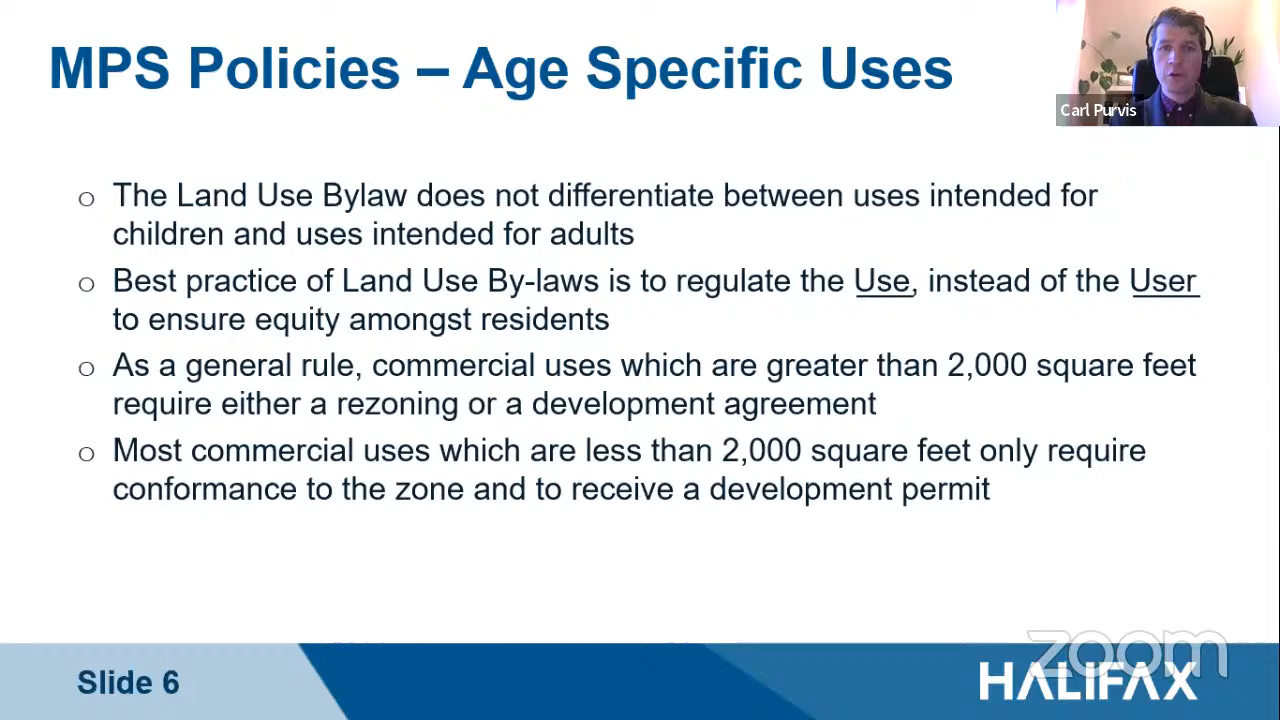 MPS Policies – Age Specific Uses
Carl Purvis
The Land Use Bylaw does not differentiate between uses intended for
children and uses intended for adults
Best practice of Land Use By-laws is to regulate the Use, instead of the User
to ensure equity amongst residents
As a general rule, commercial uses which are greater than 2,000 square feet
require either a rezoning or a development agreement
Most commercial uses which are less than 2,000 square feet only require
conformance to the zone and to receive a development permit
zoom
Slide 6
HALIFAX